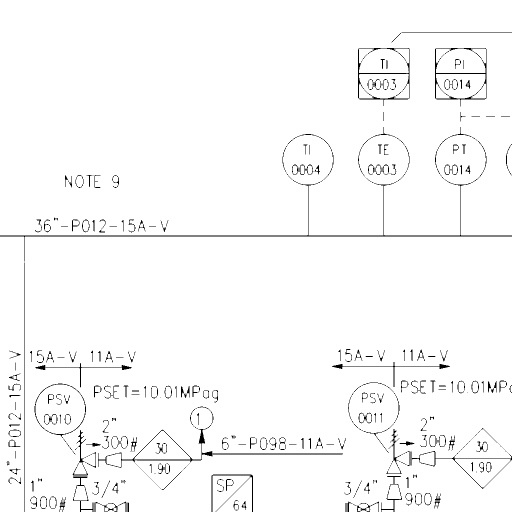 TI
0003
PI
0014
TI
0004
TE
0003
PT
0014
NOTE 9
36"-P012-15A-V
24"-P012-15A-V
15A-V
11A-V
PSV
0010
PSET=10.01MPag
2"
300#
30
1.90
1
6"-P098-11A-V
1"
900#
3/4"
SP
64
15A-V
11A-V
PSV
0011
PSET=10.01MPa
2"
300#
30
1.90
3/4"
1"
900#